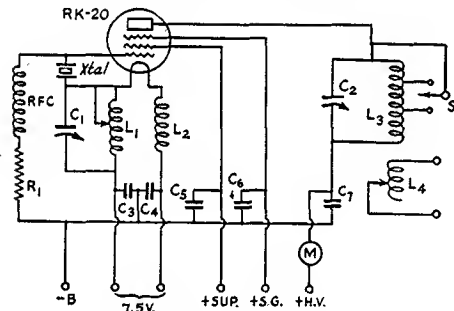 RK-20
Xtal
RFC
C1
L1
L2
C2
L3
S
R1
L4
C3
C4
C5
C6
C7
M
-B
7.5V.
+SUP.
+S.G.
+H.V.